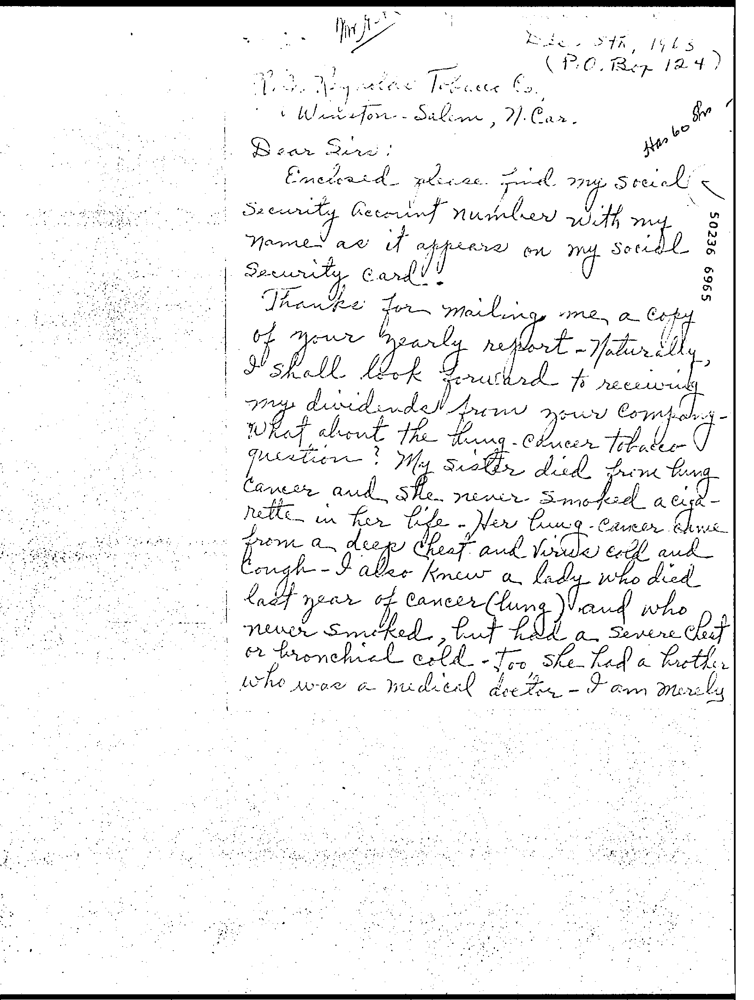 Dec. 8th, 1963
(P.O. Box 124)
R. J. Reynolds Tobacco Co.,
Winston-Salem, N. Car.
Has 60 Shs
Dear Sirs:
Enclosed please find my social
Security account number with my
name as it appears on my social
Security card.
Thanks for mailing me a copy
of your yearly report - Naturally,
I shall look forward to receiving
my dividends from your company -
What about the lung-cancer tobacco
question? My sister died from lung
cancer and she never smoked a ciga-
rette in her life - Her lung-cancer came
from a deep chest and virus cold and
cough - I also knew a lady who died
last year of cancer (lung) and who
never smoked, but had a severe chest
or bronchial cold - Too, she had a brother
who was a medical doctor - I am merely
50236 6965